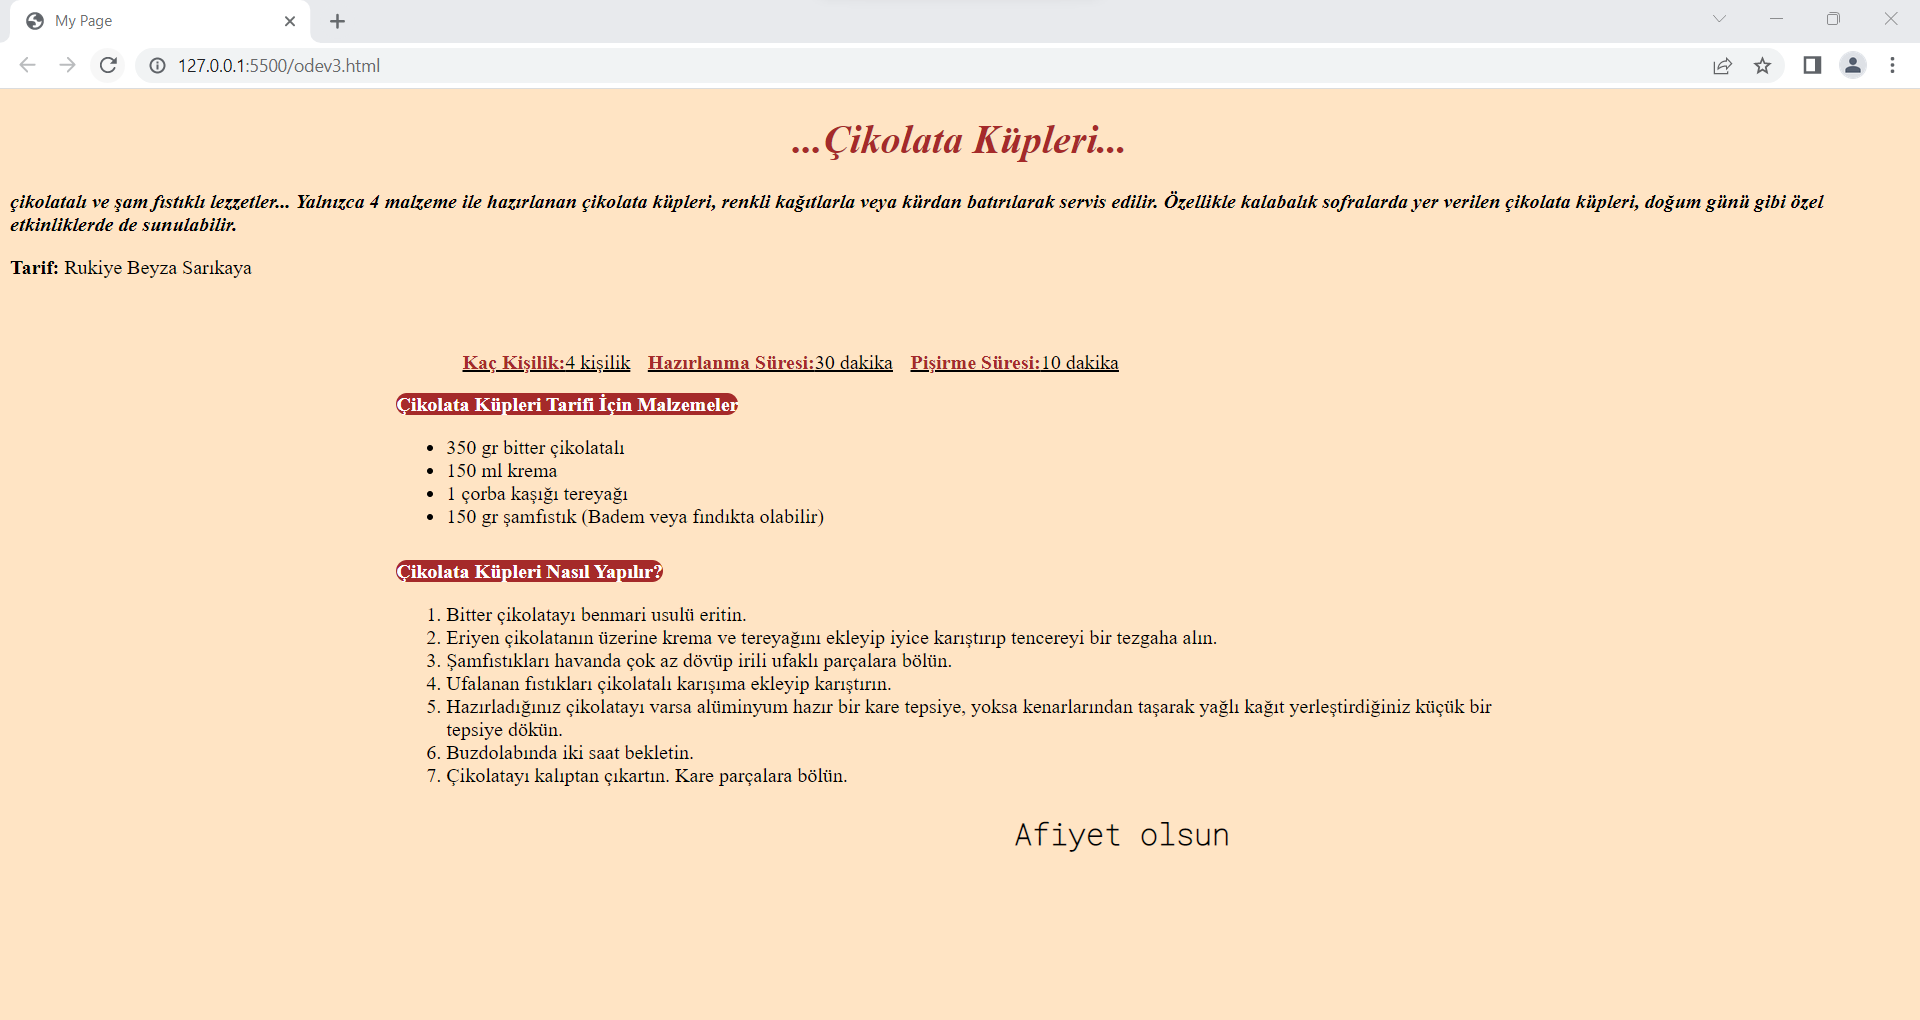 My Page
127.0.0.1:5500/odev3.html
...Çikolata Küpleri...
çikolatalı ve şam fıstıklı lezzetler... Yalnızca 4 malzeme ile hazırlanan çikolata küpleri, renkli kağıtlarla veya kürdan batırılarak servis edilir. Özellikle kalabalık sofralarda yer verilen çikolata küpleri, doğum günü gibi özel
etkinliklerde de sunulabilir.
Tarif: Rukiye Beyza Sarıkaya
Kaç Kişilik:4 kişilik Hazırlanma Süresi:30 dakika Pişirme Süresi:10 dakika
Çikolata Küpleri Tarifi İçin Malzemeler
• 350 gr bitter çikolatalı
• 150 ml krema
• 1 çorba kaşığı tereyağı
• 150 gr şamfıstık (Badem veya fındıkta olabilir)
Çikolata Küpleri Nasıl Yapılır?
1. Bitter çikolatayı benmari usulü eritin.
2. Eriyen çikolatanın üzerine krema ve tereyağını ekleyip iyice karıştırıp tencereyi bir tezgaha alın.
3. Şamfıstıkları havanda çok az dövüp irili ufaklı parçalara bölün.
4. Ufalanan fıstıkları çikolatalı karışıma ekleyip karıştırın.
5. Hazırladığınız çikolatayı varsa alüminyum hazır bir kare tepsiye, yoksa kenarlarından taşarak yağlı kağıt yerleştirdiğiniz küçük bir
tepsiye dökün.
6. Buzdolabında iki saat bekletin.
7. Çikolatayı kalıptan çıkartın. Kare parçalara bölün.
Afiyet olsun